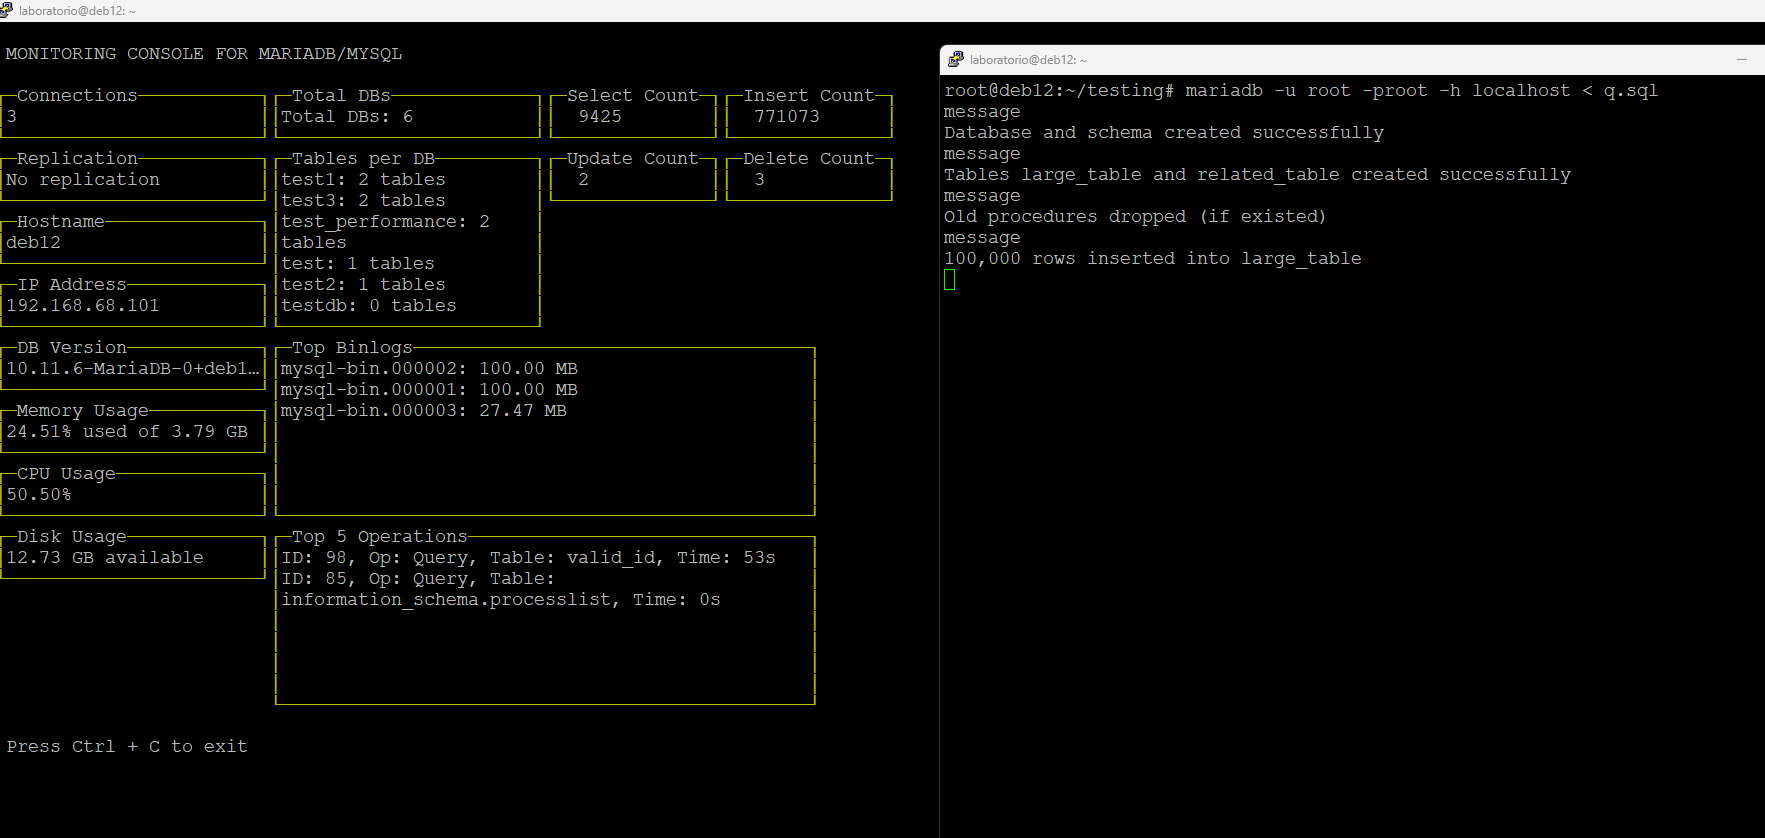 laboratorio@deb12: ~
MONITORING CONSOLE FOR MARIADB/MYSQL
Connections
3
Total DBs
Total DBs: 6
Select Count
9425
Insert Count
771073
Replication
No replication
Tables per DB
test1: 2 tables
test3: 2 tables
test_performance: 2
tables
test: 1 tables
test2: 1 tables
testdb: 0 tables
Update Count
2
Delete Count
3
Hostname
deb12
IP Address
192.168.68.101
DB Version
10.11.6-MariaDB-0+deb1…
Top Binlogs
mysql-bin.000002: 100.00 MB
mysql-bin.000001: 100.00 MB
mysql-bin.000003: 27.47 MB
Memory Usage
24.51% used of 3.79 GB
CPU Usage
50.50%
Disk Usage
12.73 GB available
Top 5 Operations
ID: 98, Op: Query, Table: valid_id, Time: 53s
ID: 85, Op: Query, Table:
information_schema.processlist, Time: 0s
Press Ctrl + C to exit
laboratorio@deb12: ~
root@deb12:~/testing# mariadb -u root -proot -h localhost < q.sql
message
Database and schema created successfully
message
Tables large_table and related_table created successfully
message
Old procedures dropped (if existed)
message
100,000 rows inserted into large_table